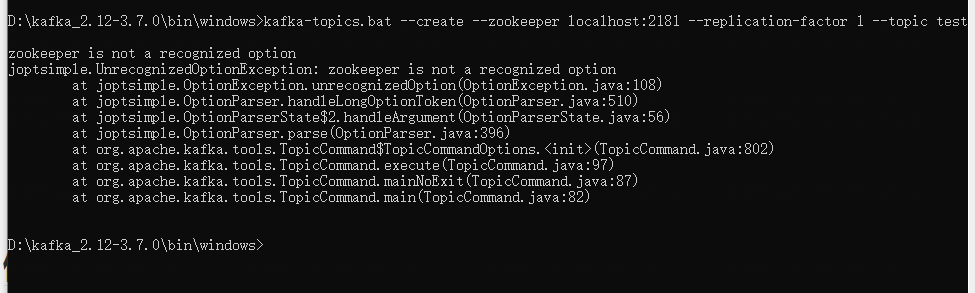 D:\kafka_2.12-3.7.0\bin\windows>kafka-topics.bat --create --zookeeper localhost:2181 --replication-factor 1 --topic test
zookeeper is not a recognized option
joptsimple.UnrecognizedOptionException: zookeeper is not a recognized option
at joptsimple.OptionException.unrecognizedOption(OptionException.java:108)
at joptsimple.OptionParser.handleLongOptionToken(OptionParser.java:510)
at joptsimple.OptionParserState$2.handleArgument(OptionParserState.java:56)
at joptsimple.OptionParser.parse(OptionParser.java:396)
at org.apache.kafka.tools.TopicCommand$TopicCommandOptions.<init>(TopicCommand.java:802)
at org.apache.kafka.tools.TopicCommand.execute(TopicCommand.java:97)
at org.apache.kafka.tools.TopicCommand.mainNoExit(TopicCommand.java:87)
at org.apache.kafka.tools.TopicCommand.main(TopicCommand.java:82)
D:\kafka_2.12-3.7.0\bin\windows>